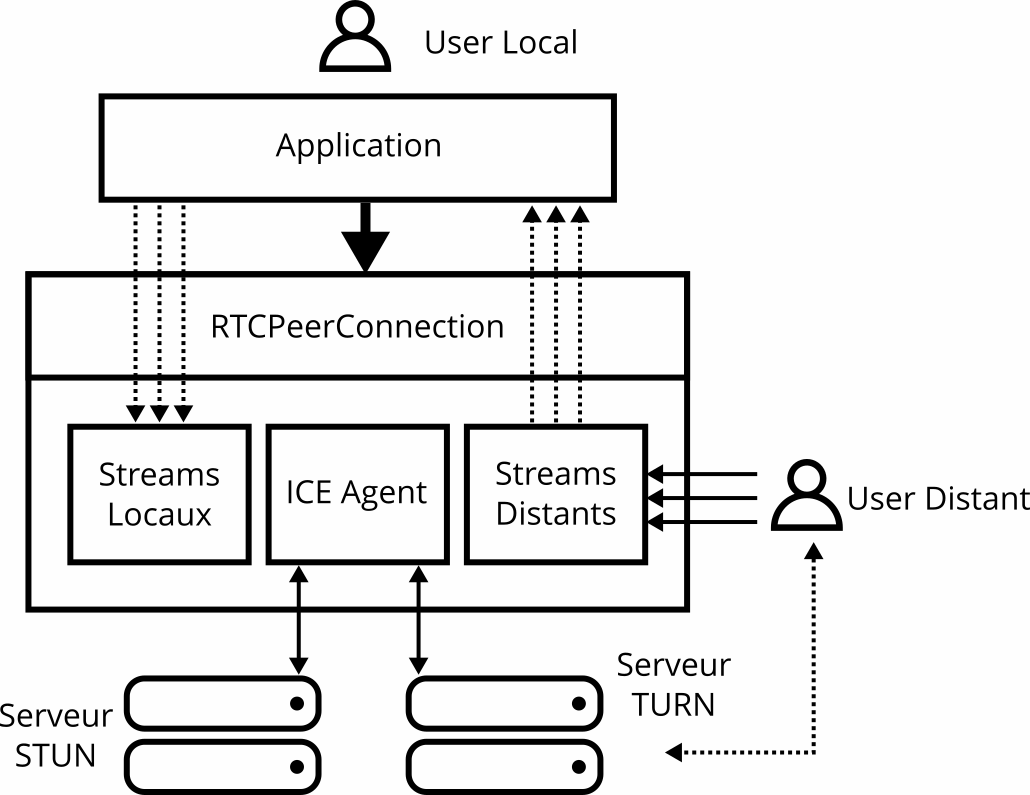 User Local
Application
RTCPeerConnection
Streams
Locaux
ICE Agent
Streams
Distants
User Distant
Serveur
STUN
Serveur
TURN